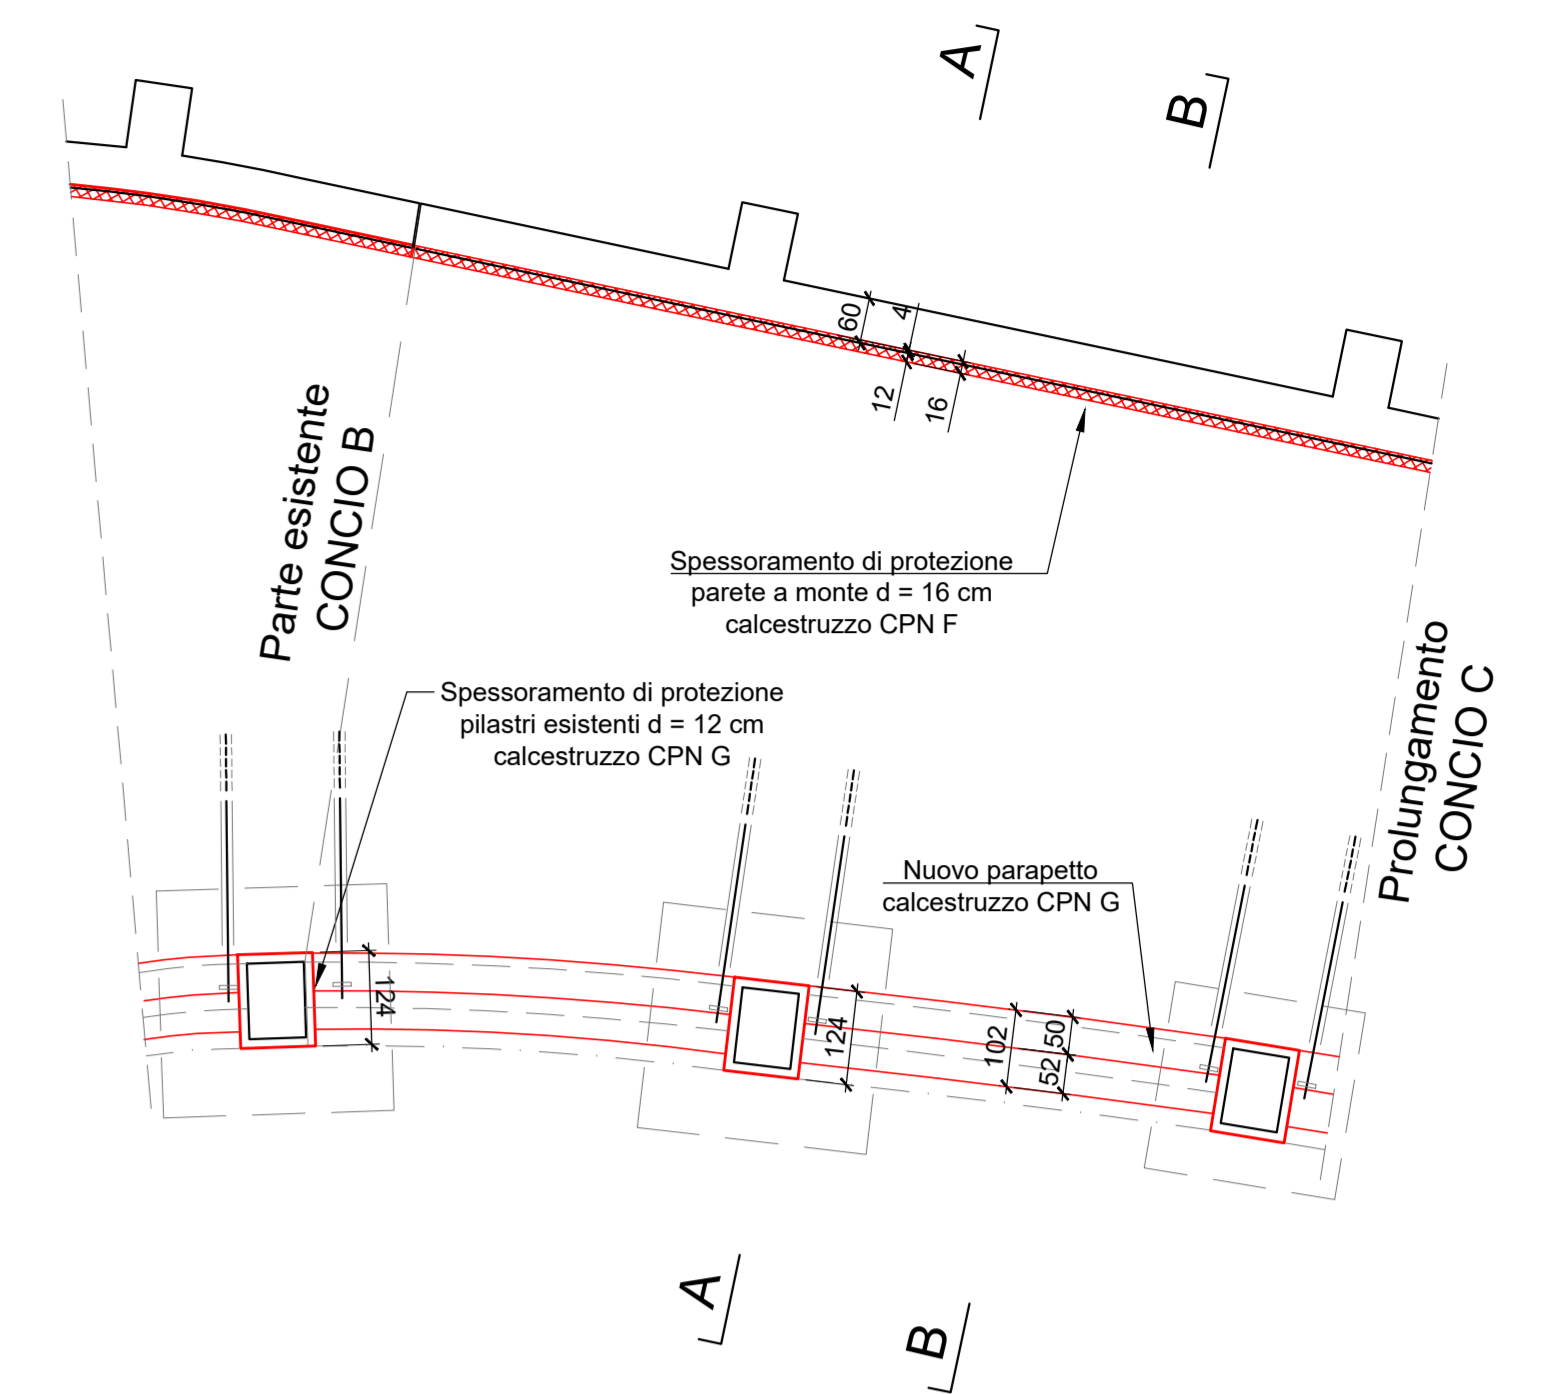 A
B
60
4
12
16
Parte esistente
CONCIO B
Spessoramento di protezione
parete a monte d = 16 cm
calcestruzzo CPN F
Spessoramento di protezione
pilastri esistenti d = 12 cm
calcestruzzo CPN G
Prolungamento
CONCIO C
Nuovo parapetto
calcestruzzo CPN G
124
124
102
50
52
A
B